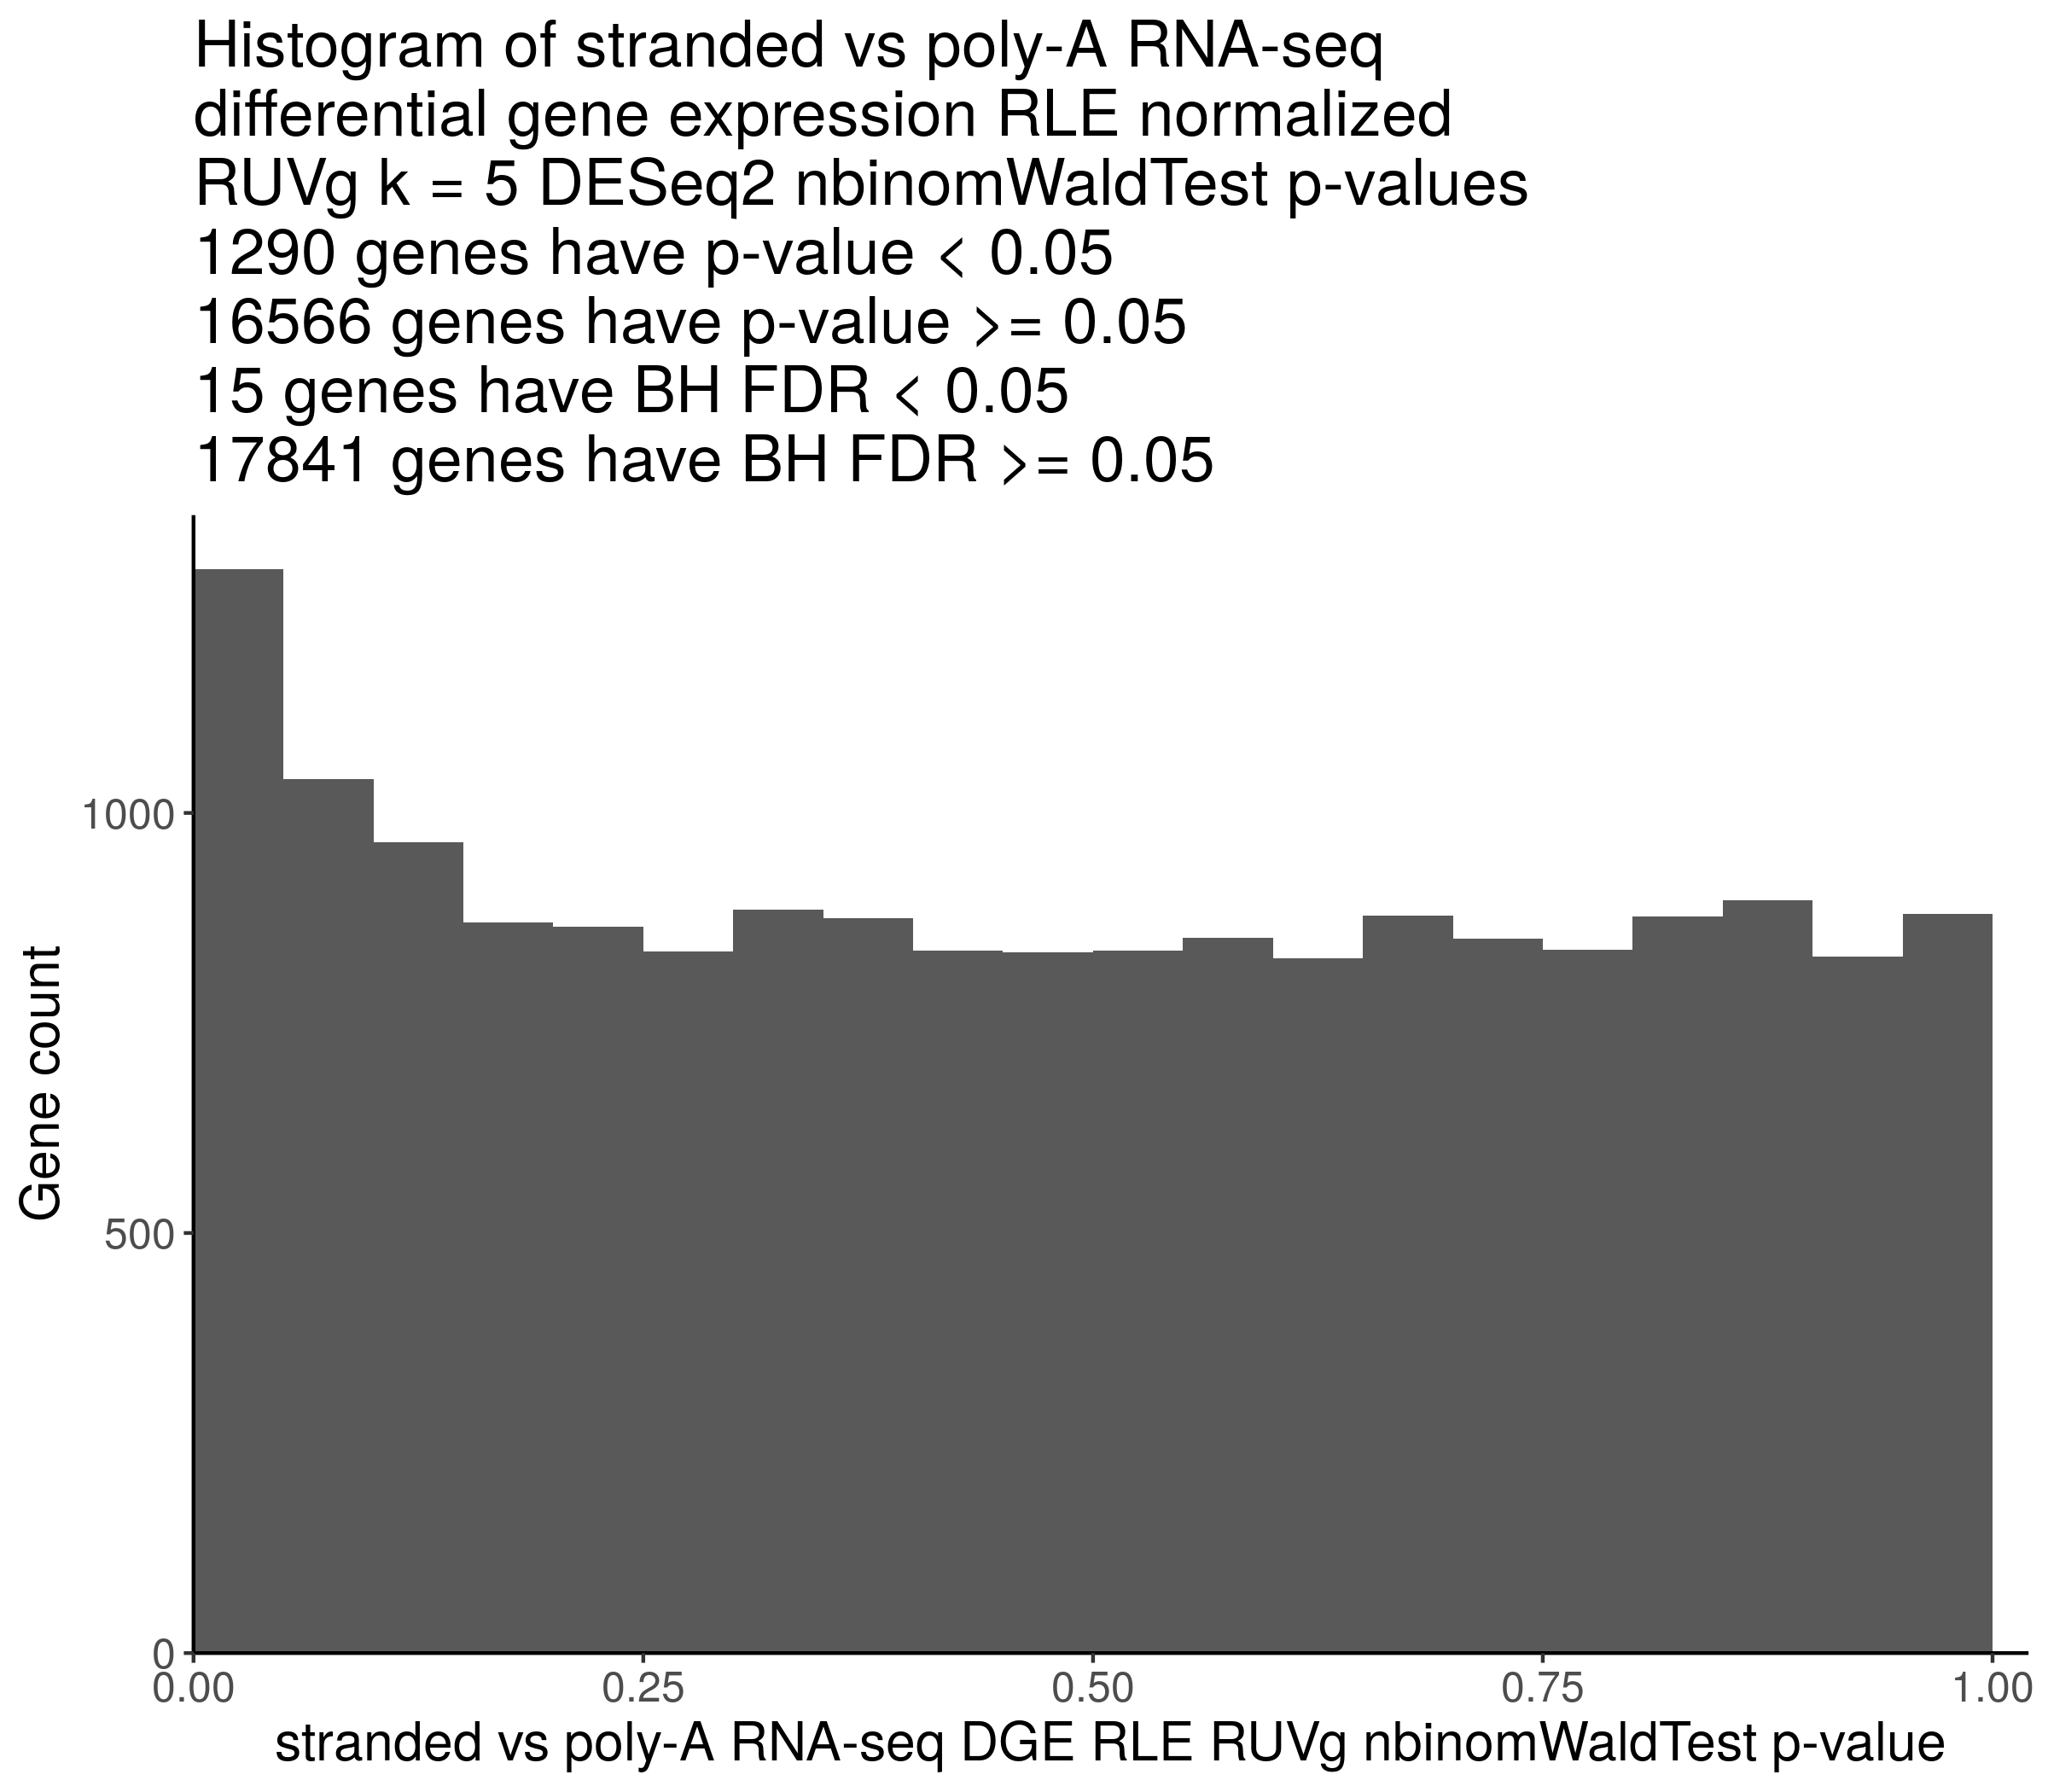 Histogram of stranded vs poly-A RNA-seq
differential gene expression RLE normalized
RUVg k = 5 DESeq2 nbinomWaldTest p-values
1290 genes have p-value < 0.05
16566 genes have p-value >= 0.05
15 genes have BH FDR < 0.05
17841 genes have BH FDR >= 0.05
Gene count
1000
500
0
0.00 0.25 0.50 0.75 1.00
stranded vs poly-A RNA-seq DGE RLE RUVg nbinomWaldTest p-value